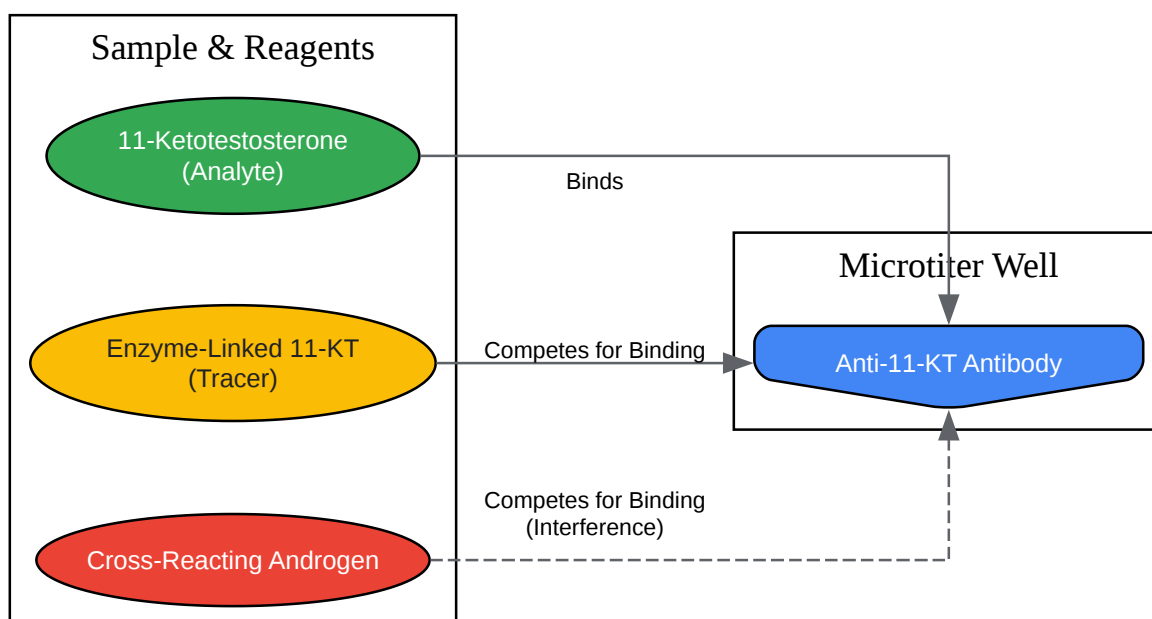 Sample & Reagents
11-Ketotestosterone
(Analyte)
Binds
Microtiter Well
Enzyme-Linked 11-KT
(Tracer)
Competes for Binding
Anti-11-KT Antibody
Competes for Binding
(Interference)
Cross-Reacting Androgen